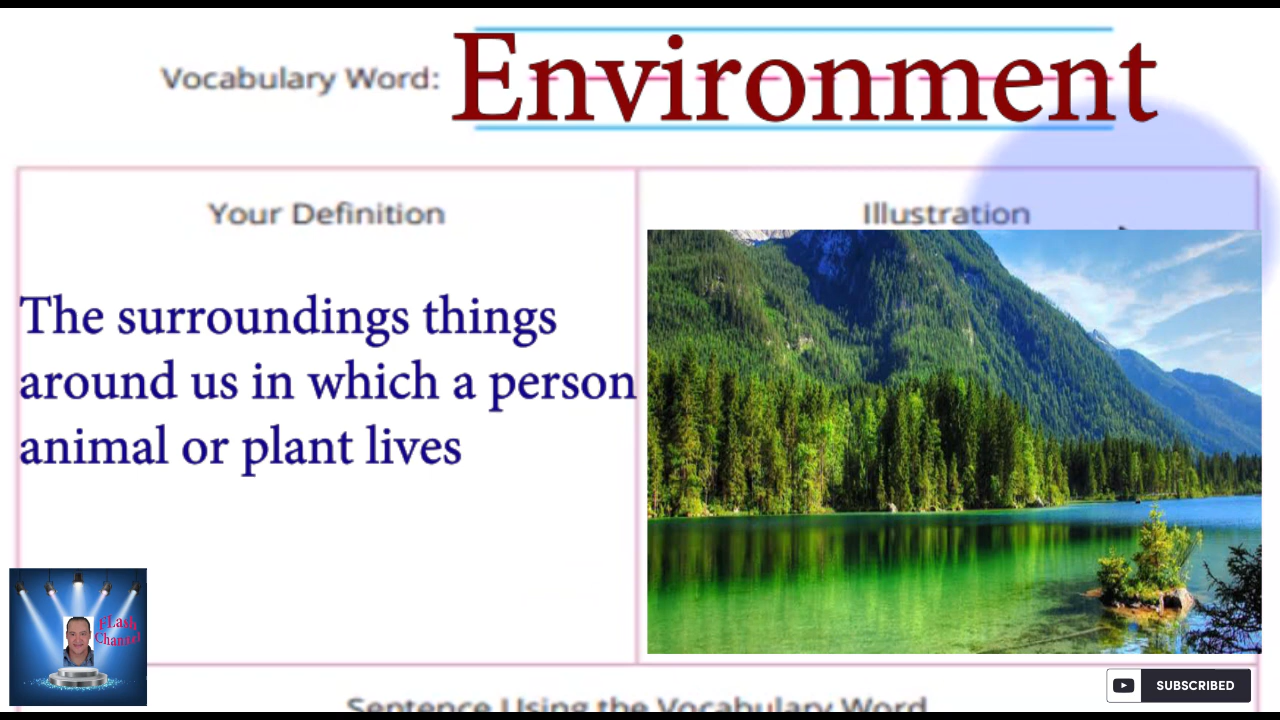 Vocabulary Word: Environment
Your Definition
Illustration
The surroundings things
around us in which a person
animal or plant lives
FLash
Channel
SUBSCRIBED
Sentence Using the Vocabulary Word